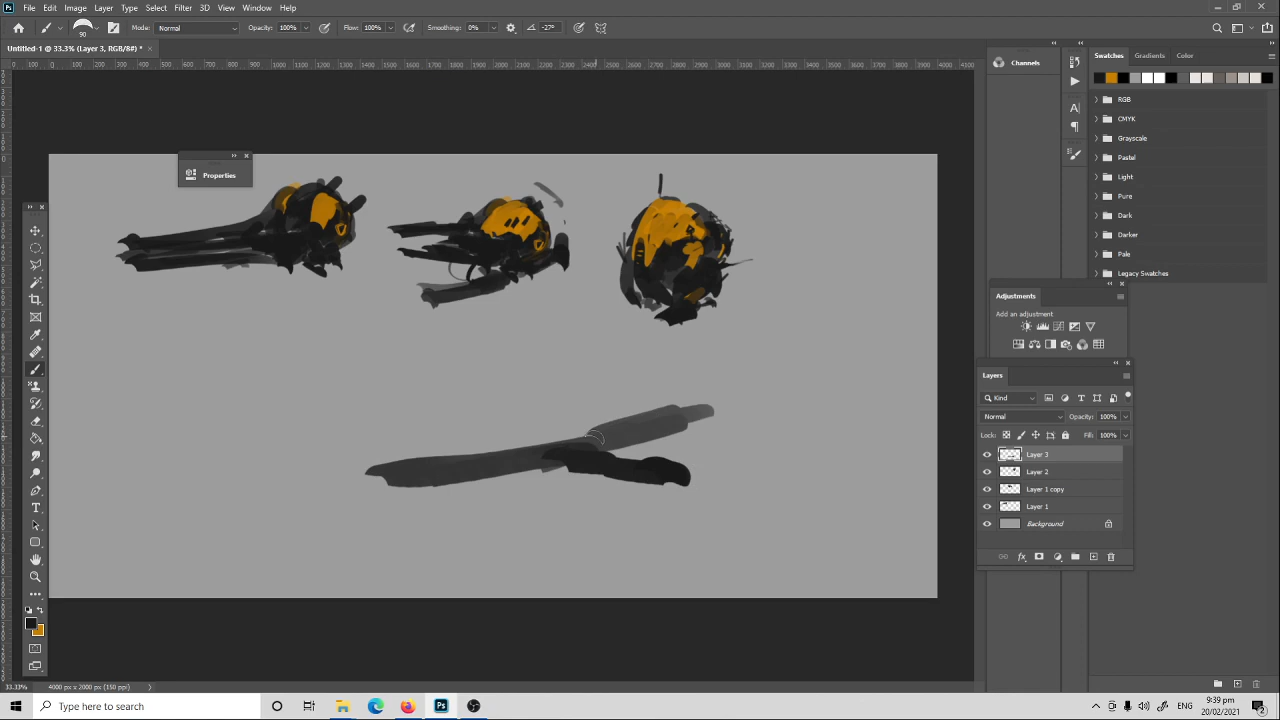 File Edit Image Layer Type Select Filter 3D View Window Help
90 Mode: Normal Opacity: 100% Flow: 100% Smoothing: 0% -27°
Untitled-1 @ 33.3% (Layer 3, RGB/8#) *
Channels
Swatches Gradients Color
RGB
CMYK
Grayscale
Pastel
Light
Pure
Dark
Darker
Pale
Legacy Swatches
Properties
Adjustments
Add an adjustment
Layers
Kind
Normal Opacity: 100%
Lock: Fill: 100%
Layer 3
Layer 2
Layer 1 copy
Layer 1
Background
33.33% 4000 px x 2000 px (150 ppi)
Type here to search
ENG
9:39 pm
20/02/2021